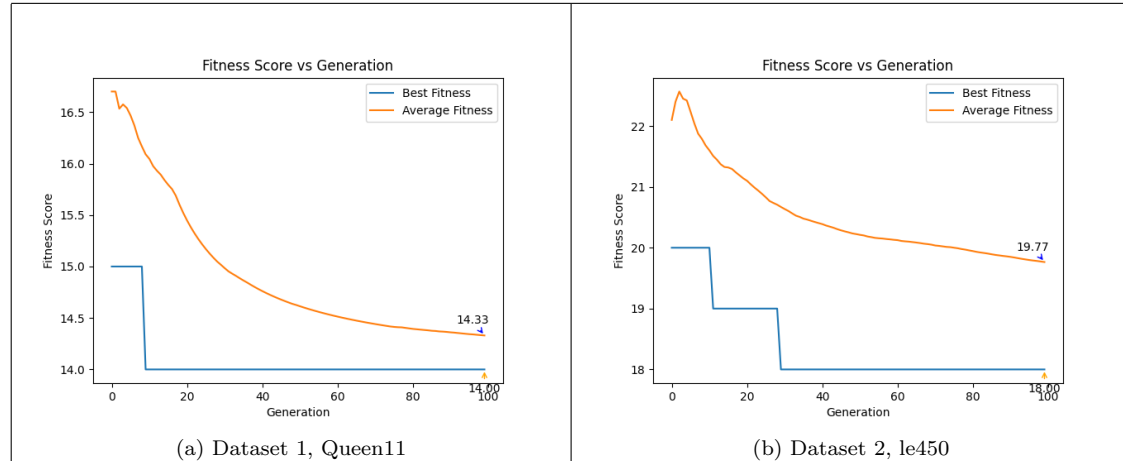 Fitness Score vs Generation
Best Fitness
Average Fitness
16.5
16.0
15.5
15.0
14.5
14.0
Fitness Score
14.33
14.00
0
20
40
60
80
100
Generation
(a) Dataset 1, Queen11
Fitness Score vs Generation
Best Fitness
Average Fitness
22
21
20
19
18
Fitness Score
19.77
18.00
0
20
40
60
80
100
Generation
(b) Dataset 2, le450